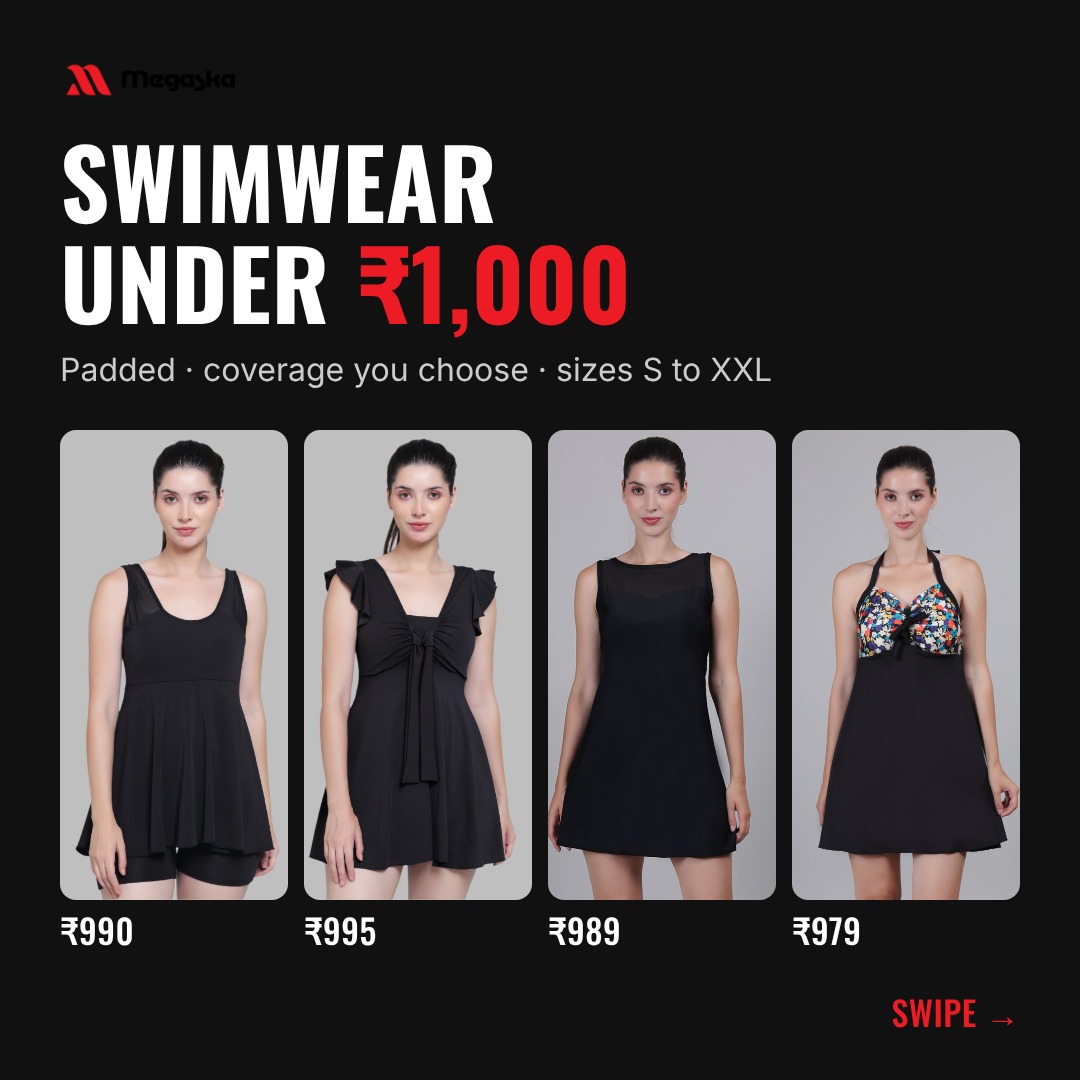 Megaska
SWIMWEAR
UNDER ₹1,000
Padded · coverage you choose · sizes S to XXL
₹990 ₹995 ₹989 ₹979
SWIPE →